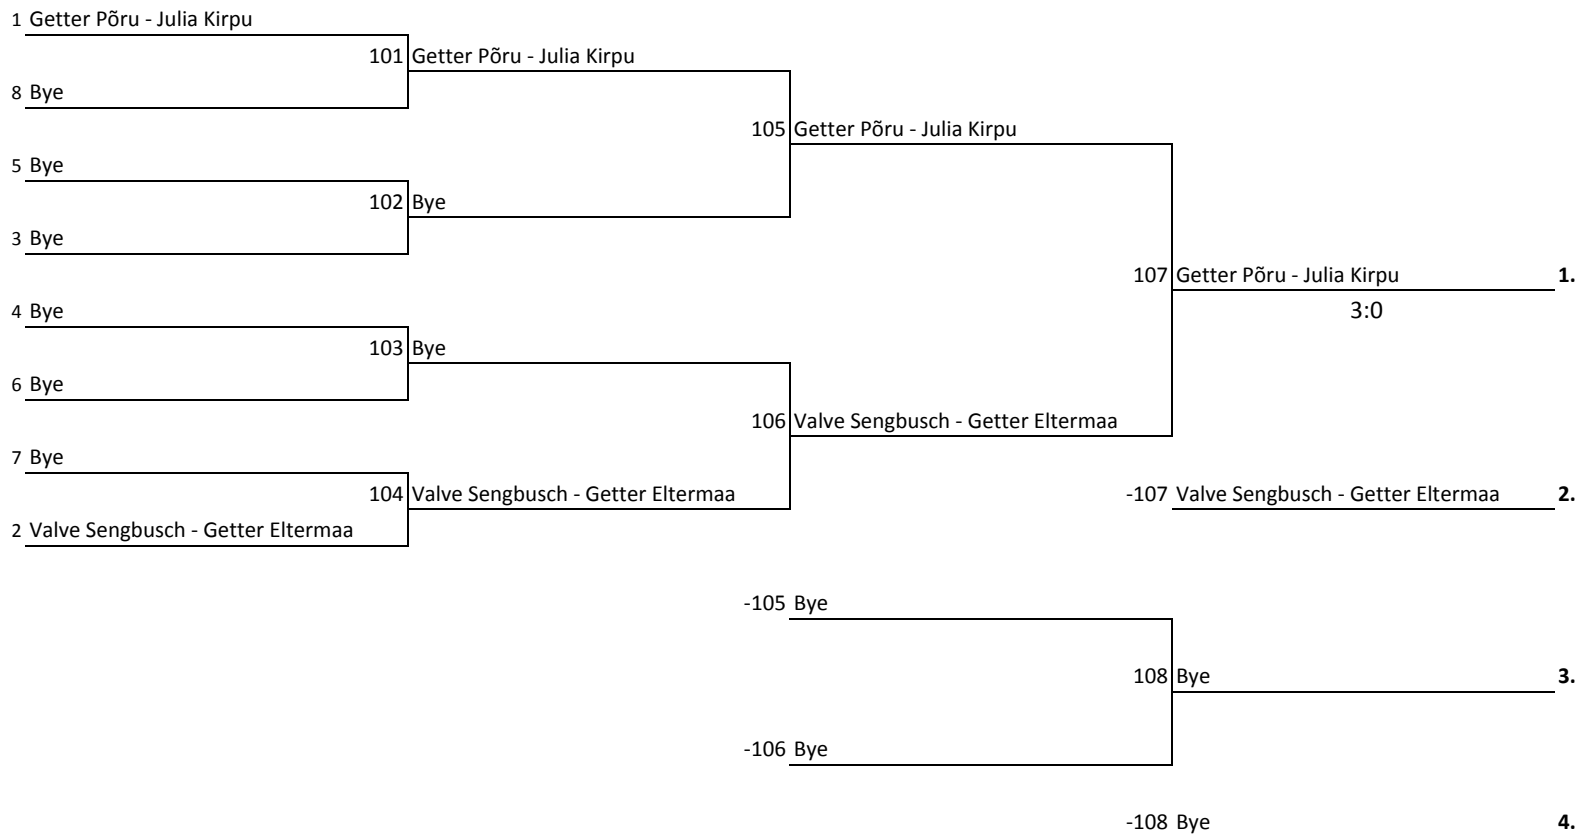 1 Getter Põru - Julia Kirpu
101 Getter Põru - Julia Kirpu
8 Bye
105 Getter Põru - Julia Kirpu
5 Bye
102 Bye
3 Bye
107 Getter Põru - Julia Kirpu 1.
4 Bye
3:0
103 Bye
6 Bye
106 Valve Sengbusch - Getter Eltermaa
7 Bye
104 Valve Sengbusch - Getter Eltermaa
-107 Valve Sengbusch - Getter Eltermaa 2.
2 Valve Sengbusch - Getter Eltermaa
-105 Bye
108 Bye 3.
-106 Bye
-108 Bye 4.